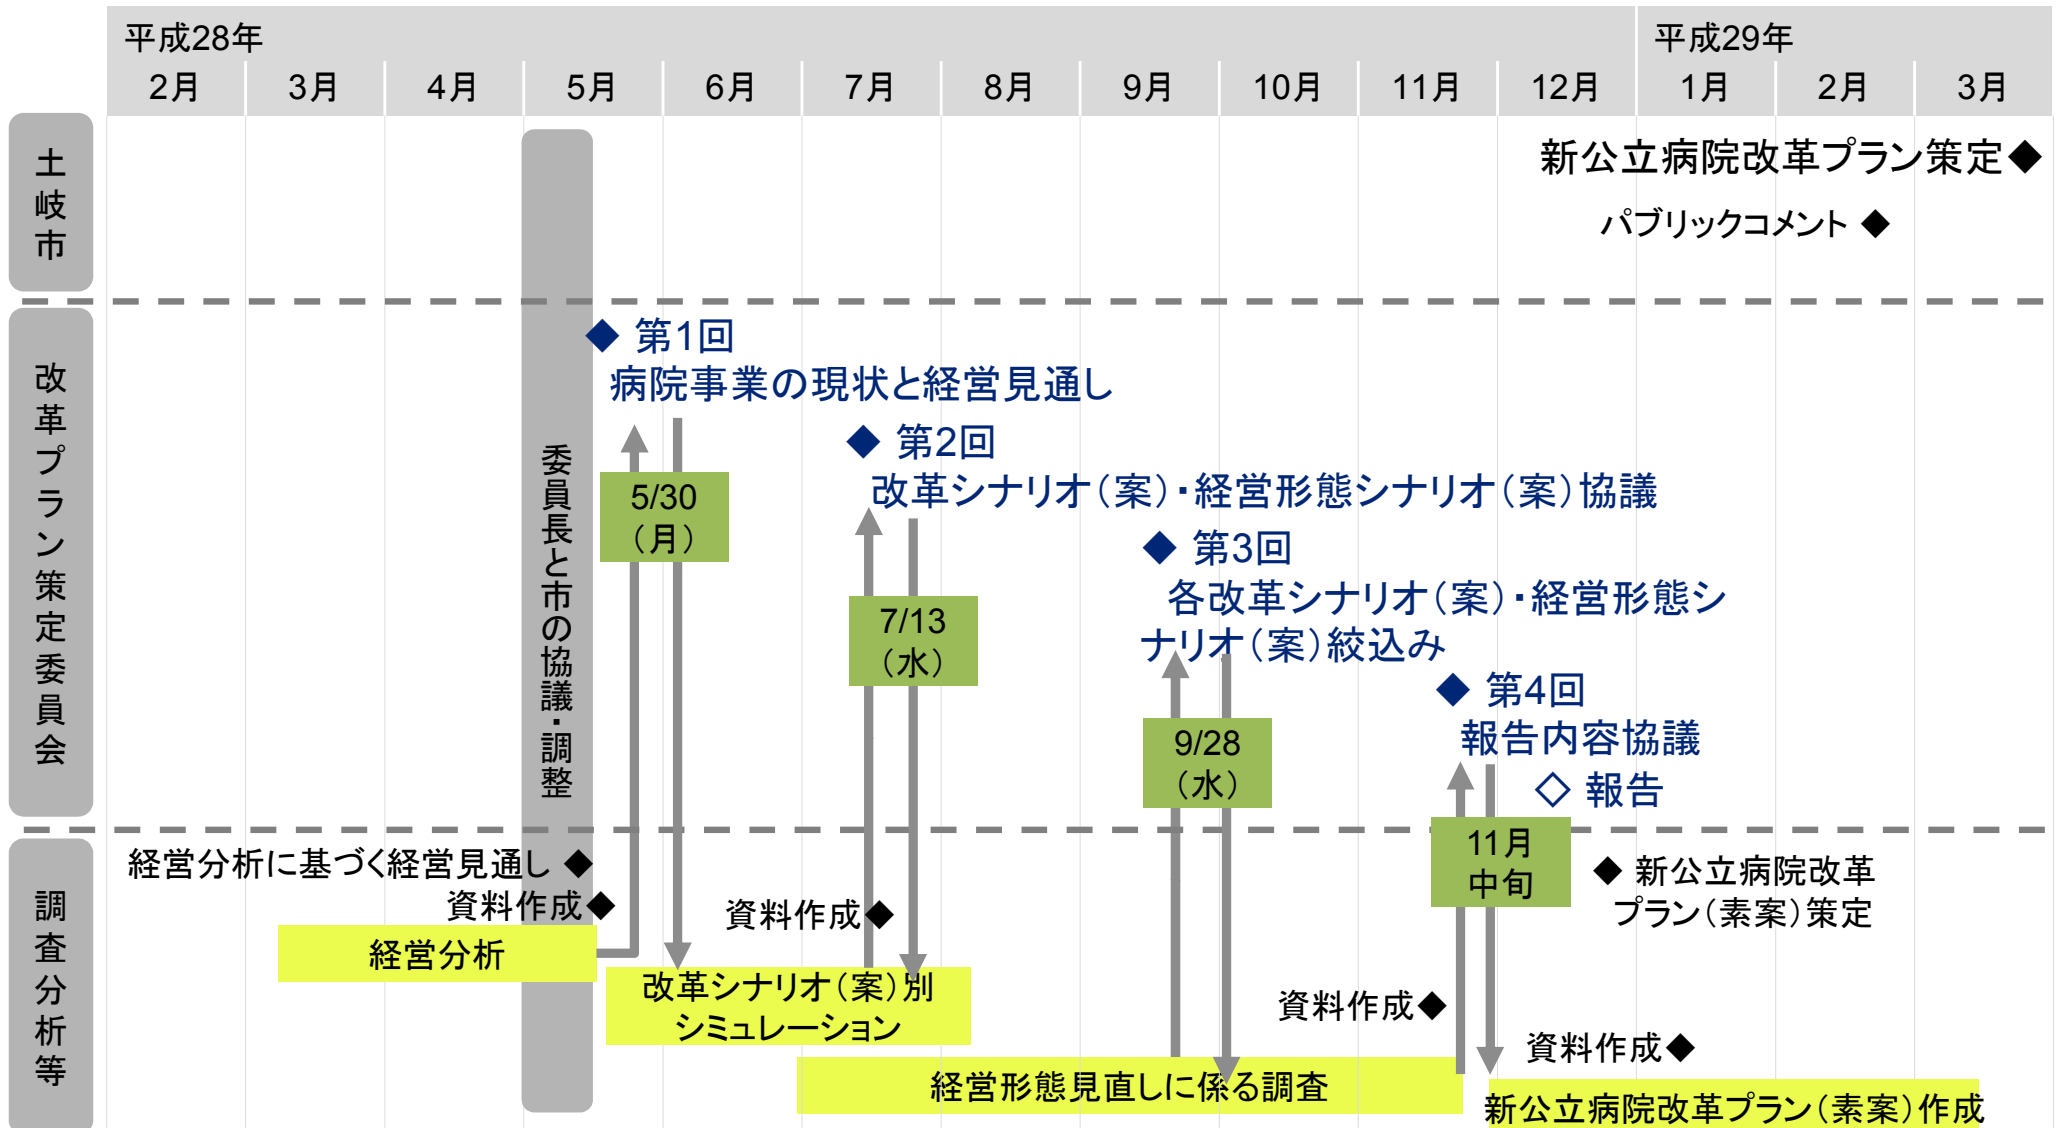 平成28年
平成29年
2月
3月
4月
5月
6月
7月
8月
9月
10月
11月
12月
1月
2月
3月
土岐市
新公立病院改革プラン策定◆
パブリックコメント ◆
改革プラン策定委員会
委員長と市の協議・調整
◆ 第1回
病院事業の現状と経営見通し
5/30
（月）
◆ 第2回
改革シナリオ（案）・経営形態シナリオ（案）協議
7/13
（水）
◆ 第3回
各改革シナリオ（案）・経営形態シ
ナリオ（案）絞込み
9/28
（水）
◆ 第4回
報告内容協議
◇ 報告
11月
中旬
調査分析等
経営分析に基づく経営見通し ◆
資料作成◆
経営分析
資料作成◆
改革シナリオ（案）別
シミュレーション
◆ 新公立病院改革
プラン（素案）策定
資料作成◆
経営形態見直しに係る調査
資料作成◆
新公立病院改革プラン（素案）作成